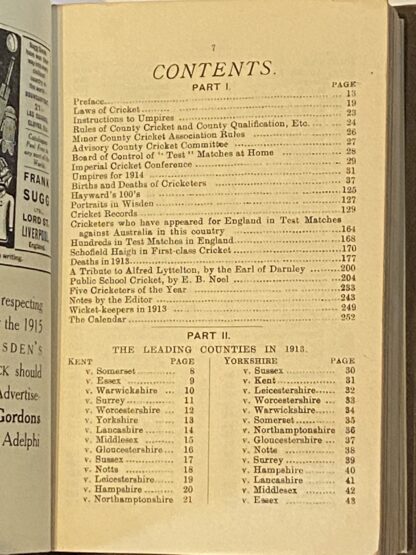 FRANK
SUGG
LORD ST.
LIVERPOOL
England.
writing.
respecting
the 1915
SDEN'S
CK should
Advertise-
Gordons
Adelphi
7
CONTENTS.
PART I.
PAGE
Preface 13
Laws of Cricket 19
Instructions to Umpires 23
Rules of County Cricket and County Qualification, Etc. 24
Minor County Cricket Association Rules 26
Advisory County Cricket Committee 27
Board of Control of "Test" Matches at Home 28
Imperial Cricket Conference 29
Umpires for 1914 31
Births and Deaths of Cricketers 37
Hayward's 100's 125
Portraits in Wisden 127
Cricket Records 129
Cricketers who have appeared for England in Test Matches
against Australia in this country 164
Hundreds in Test Matches in England 168
Schofield Haigh in First-class Cricket 170
Deaths in 1913 177
A Tribute to Alfred Lyttelton, by the Earl of Darnley 200
Public School Cricket, by E. B. Noel 204
Five Cricketers of the Year 233
Notes by the Editor 243
Wicket-keepers in 1913 249
The Calendar 252
PART II.
THE LEADING COUNTIES IN 1913.
KENT PAGE
v. Somerset 8
v. Essex 9
v. Warwickshire 10
v. Surrey 11
v. Worcestershire 12
v. Yorkshire 13
v. Lancashire 14
v. Middlesex 15
v. Gloucestershire 16
v. Sussex 17
v. Notts 18
v. Leicestershire 19
v. Hampshire 20
v. Northamptonshire 21
YORKSHIRE PAGE
v. Sussex 30
v. Kent 31
v. Leicestershire 32
v. Worcestershire 33
v. Warwickshire 34
v. Somerset 35
v. Northamptonshire 36
v. Gloucestershire 37
v. Notts 38
v. Surrey 39
v. Hampshire 40
v. Lancashire 41
v. Middlesex 42
v. Essex 43